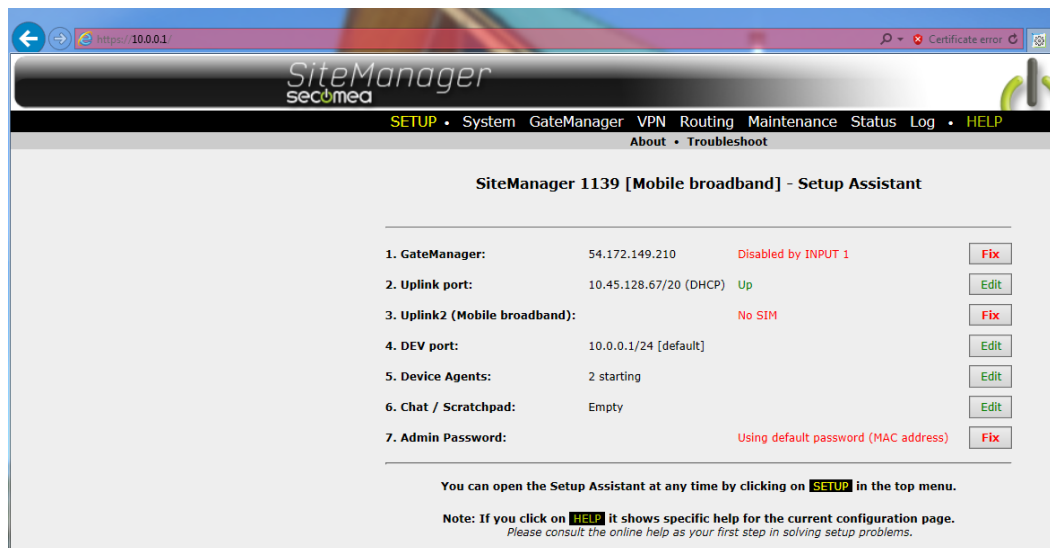 https://10.0.0.1/
Certificate error
SiteManager
secomea
SETUP • System GateManager VPN Routing Maintenance Status Log • HELP
About • Troubleshoot
SiteManager 1139 [Mobile broadband] - Setup Assistant
1. GateManager: 54.172.149.210 Disabled by INPUT 1 Fix
2. Uplink port: 10.45.128.67/20 (DHCP) Up Edit
3. Uplink2 (Mobile broadband): No SIM Fix
4. DEV port: 10.0.0.1/24 [default] Edit
5. Device Agents: 2 starting Edit
6. Chat / Scratchpad: Empty Edit
7. Admin Password: Using default password (MAC address) Fix
You can open the Setup Assistant at any time by clicking on SETUP in the top menu.
Note: If you click on HELP it shows specific help for the current configuration page.
Please consult the online help as your first step in solving setup problems.